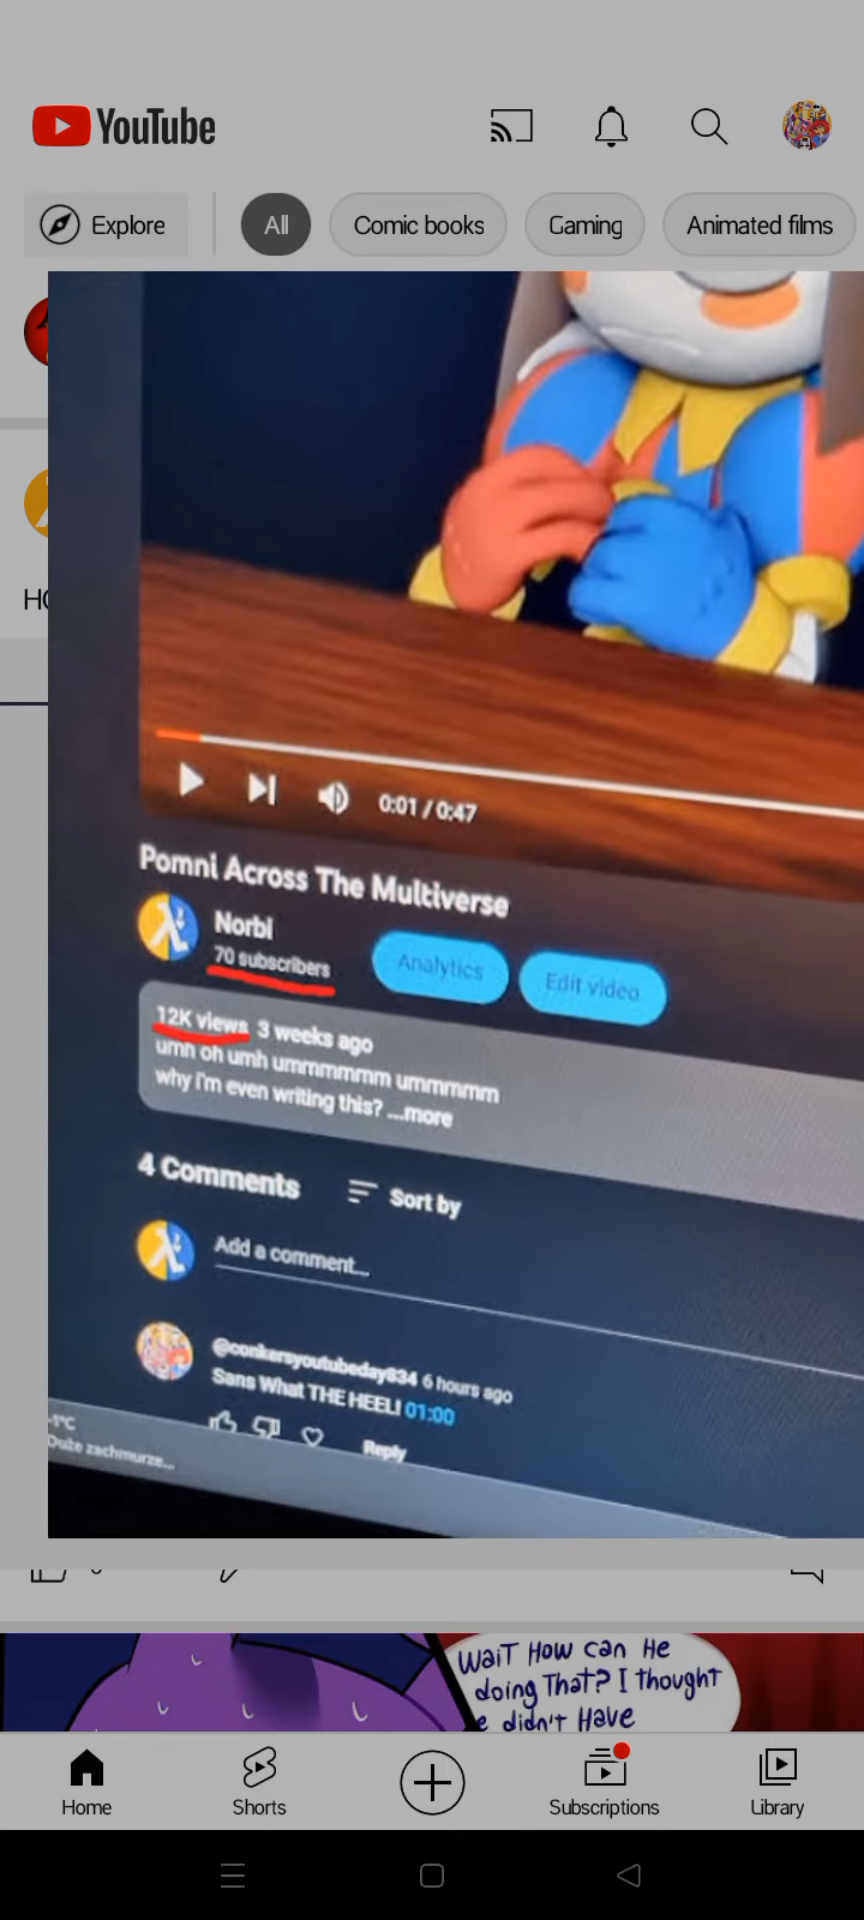 YouTube
Explore
All
Comic books
Gaming
Animated films
0:01 / 0:47
Pomni Across The Multiverse
Norbi
70 subscribers
Analytics
Edit video
12K views 3 weeks ago
umh oh umh ummmmmm ummmmm
why i'm even writing this? ...more
4 Comments
Sort by
Add a comment...
@conkersyoutubeday834 6 hours ago
Sans What THE HEEL! 01:00
Reply
-1°C
Duże zachmurze...
WaiT How can He
doing That? I thought
didn't Have
Home
Shorts
Subscriptions
Library